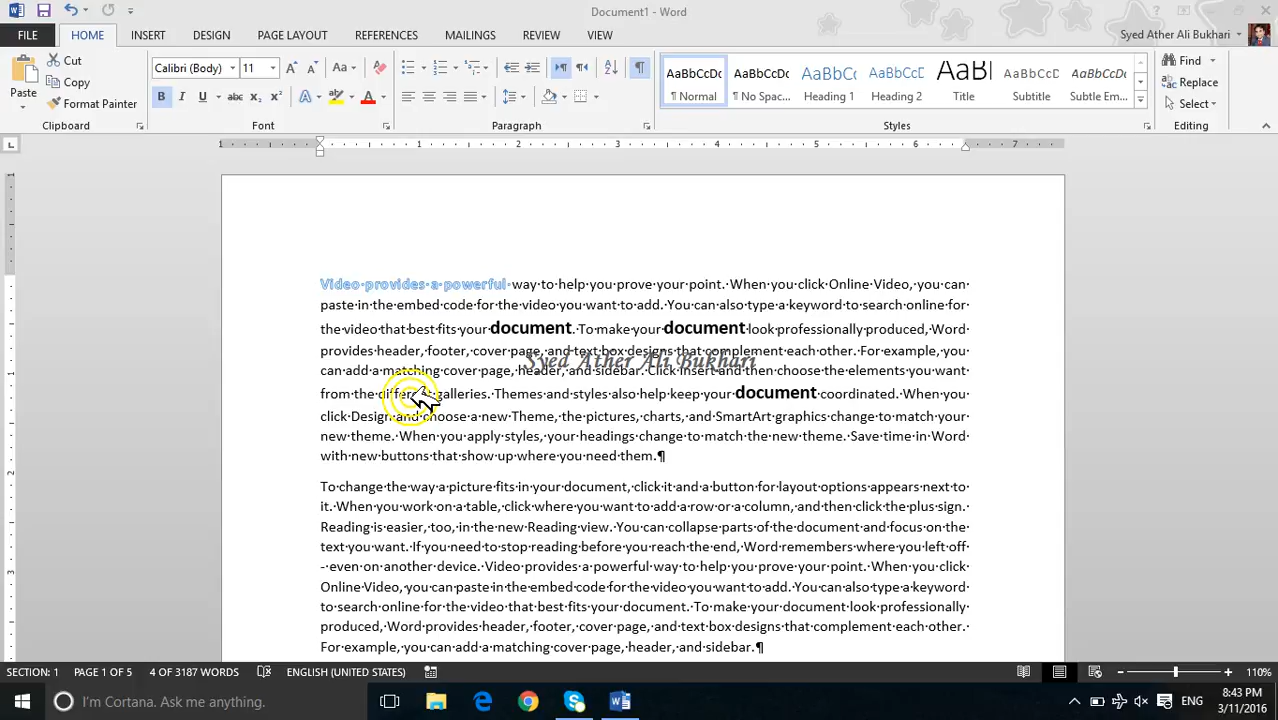 Document1 - Word
FILE HOME INSERT DESIGN PAGE LAYOUT REFERENCES MAILINGS REVIEW VIEW Syed Ather Ali Bukhari
Paste Cut Copy Format Painter Clipboard
Calibri (Body) 11 Aa B I U abc x₂ x² A A Font
Paragraph
AaBbCcDc AaBbCcDc AaBbCc AaBbCcD AaB AaBbCcD AaBbCcDc
¶ Normal ¶ No Spac... Heading 1 Heading 2 Title Subtitle Subtle Em...
Styles
Find Replace Select Editing
1 1 2 3 4 5 6 7
Video provides a powerful way to help you prove your point. When you click Online Video, you can
paste in the embed code for the video you want to add. You can also type a keyword to search online for
the video that best fits your document. To make your document look professionally produced, Word
provides header, footer, cover page, and text box designs that complement each other. For example, you
Syed Ather Ali Bukhari
can add a matching cover page, header, and sidebar. Click Insert and then choose the elements you want
from the different galleries. Themes and styles also help keep your document coordinated. When you
click Design and choose a new Theme, the pictures, charts, and SmartArt graphics change to match your
new theme. When you apply styles, your headings change to match the new theme. Save time in Word
with new buttons that show up where you need them.¶
To change the way a picture fits in your document, click it and a button for layout options appears next to
it. When you work on a table, click where you want to add a row or a column, and then click the plus sign.
Reading is easier, too, in the new Reading view. You can collapse parts of the document and focus on the
text you want. If you need to stop reading before you reach the end, Word remembers where you left off
- even on another device. Video provides a powerful way to help you prove your point. When you click
Online Video, you can paste in the embed code for the video you want to add. You can also type a keyword
to search online for the video that best fits your document. To make your document look professionally
produced, Word provides header, footer, cover page, and text box designs that complement each other.
For example, you can add a matching cover page, header, and sidebar.¶
SECTION: 1 PAGE 1 OF 5 4 OF 3187 WORDS ENGLISH (UNITED STATES) 110%
I'm Cortana. Ask me anything. ENG 8:43 PM
3/11/2016